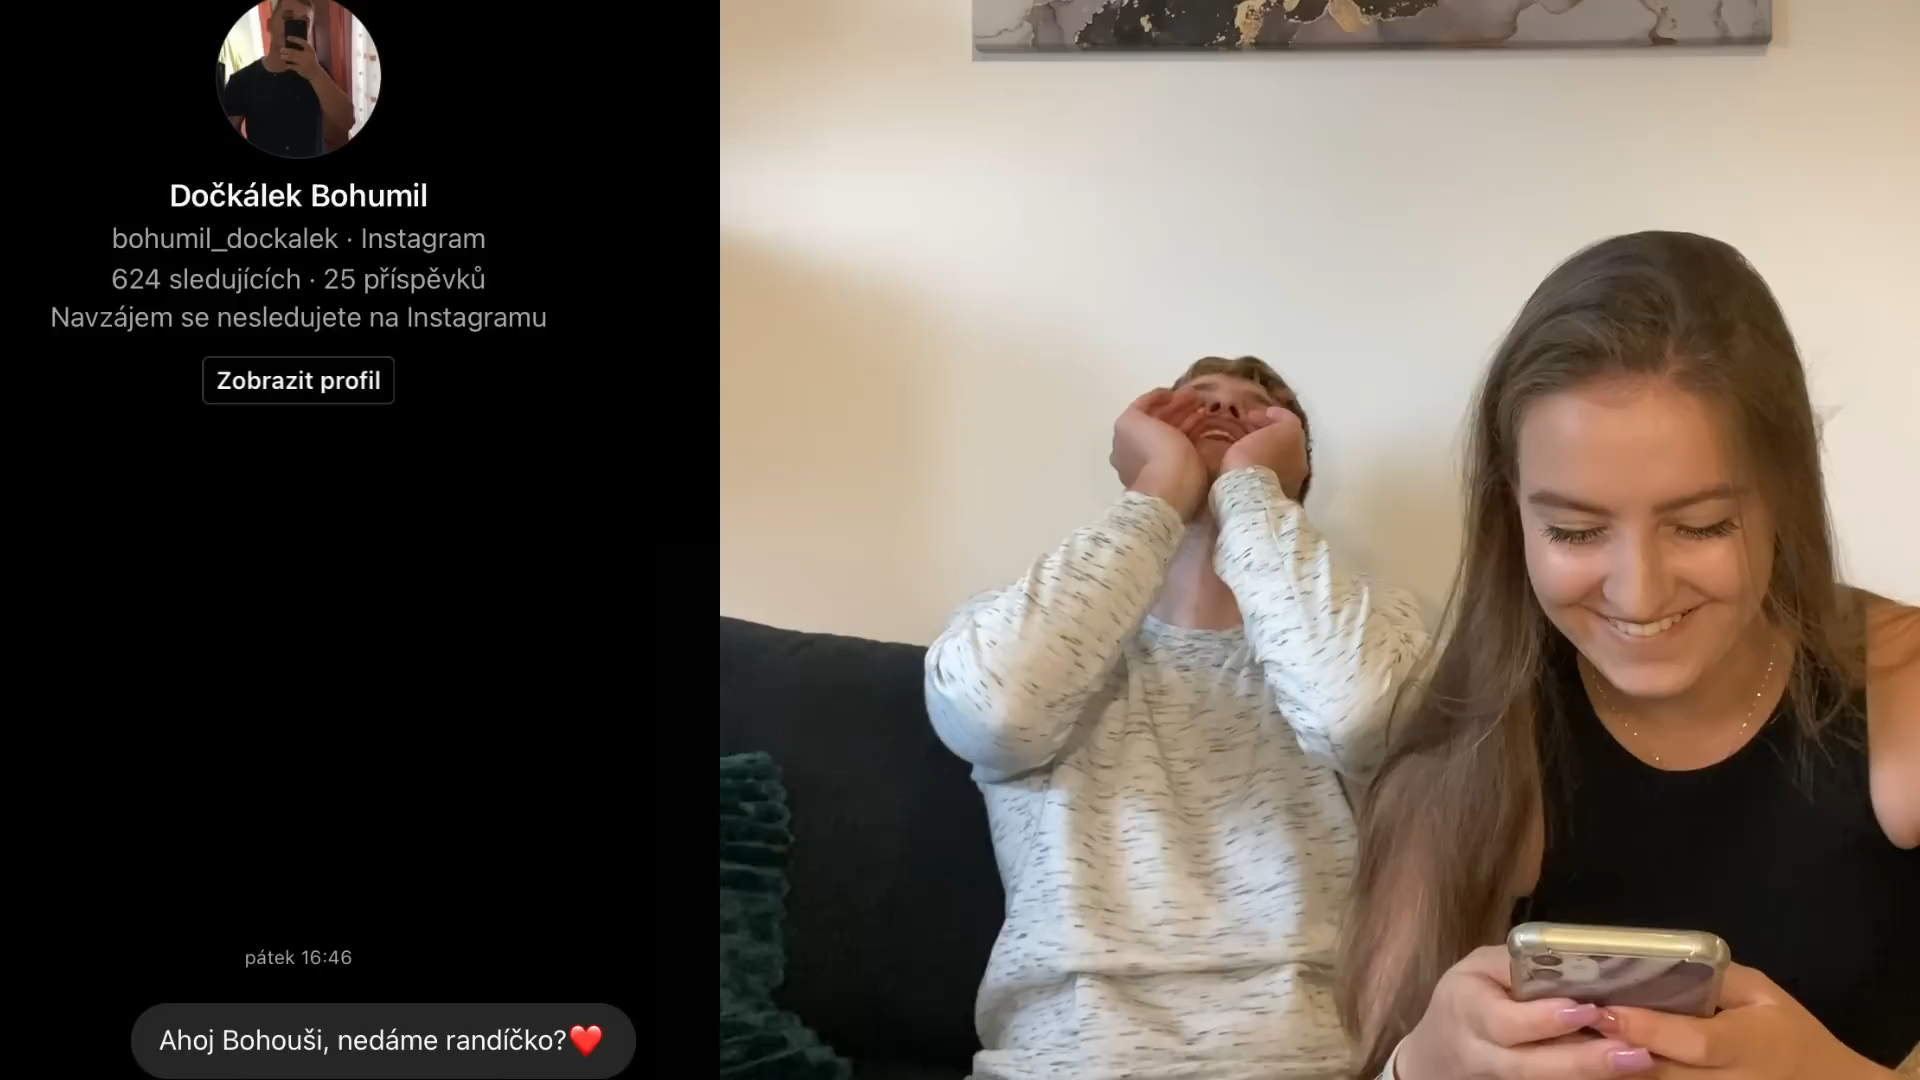 Dočkálek Bohumil
bohumil_dockalek · Instagram
624 sledujících · 25 příspěvků
Navzájem se nesledujete na Instagramu
Zobrazit profil
pátek 16:46
Ahoj Bohouši, nedáme randíčko?❤️